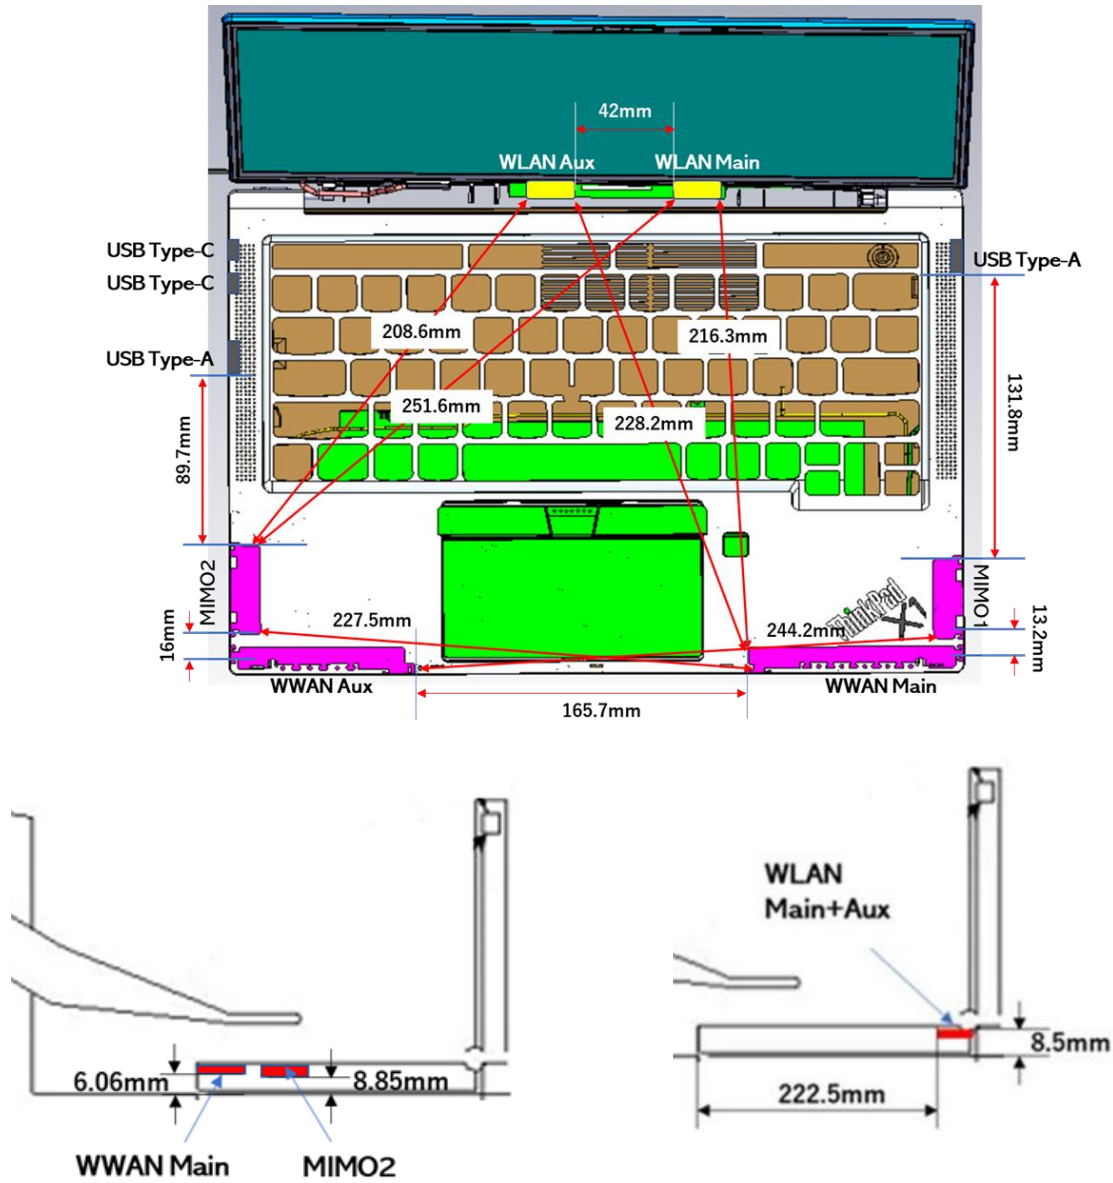 42mm
WLAN Aux
WLAN Main
USB Type-C
USB Type-A
USB Type-C
208.6mm
216.3mm
USB Type-A
251.6mm
228.2mm
131.8mm
89.7mm
MIMO2
MIMO1
ThinkPad
X1
227.5mm
244.2mm
16mm
13.2mm
WWAN Aux
WWAN Main
165.7mm
WLAN
Main+Aux
8.5mm
6.06mm
8.85mm
222.5mm
WWAN Main
MIMO2